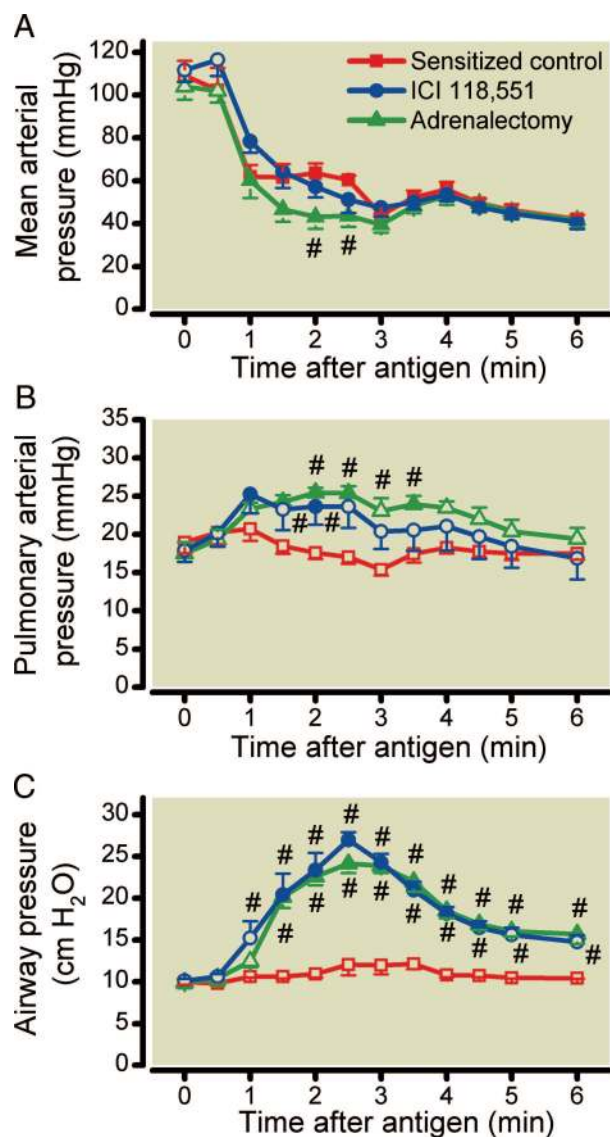 A
120
100
80
60
40
20
0
Mean arterial
pressure (mmHg)
Sensitized control
ICI 118,551
Adrenalectomy
# #
0 1 2 3 4 5 6
Time after antigen (min)
B
35
30
25
20
15
10
5
0
Pulmonary arterial
pressure (mmHg)
# # # #
# #
0 1 2 3 4 5 6
Time after antigen (min)
C
30
25
20
15
10
5
0
Airway pressure
(cm H₂O)
# # # # # # # # # #
# # # # # # # # #
0 1 2 3 4 5 6
Time after antigen (min)